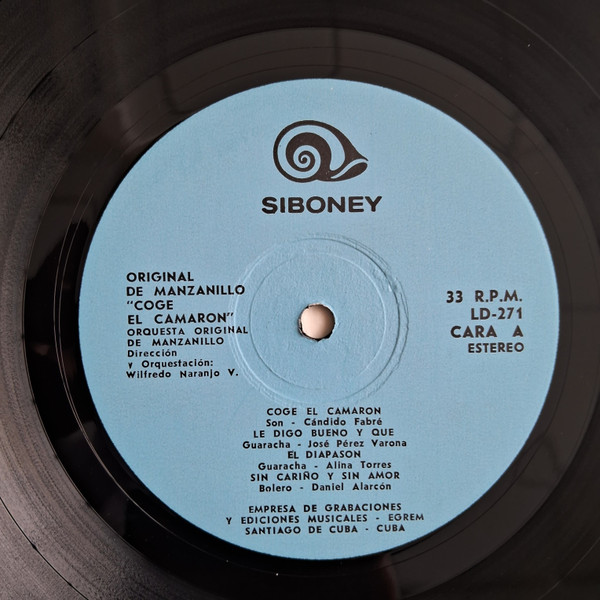 SIBONEY
ORIGINAL
DE MANZANILLO
"COGE
EL CAMARON"
ORQUESTA ORIGINAL
DE MANZANILLO
Dirección
y Orquestación:
Wilfredo Naranjo V.
33 R.P.M.
LD-271
CARA A
ESTEREO
COGE EL CAMARON
Son - Cándido Fabré
LE DIGO BUENO Y QUE
Guaracha - José Pérez Varona
EL DIAPASON
Guaracha - Alina Torres
SIN CARIÑO Y SIN AMOR
Bolero - Daniel Alarcón
EMPRESA DE GRABACIONES
Y EDICIONES MUSICALES - EGREM
SANTIAGO DE CUBA - CUBA